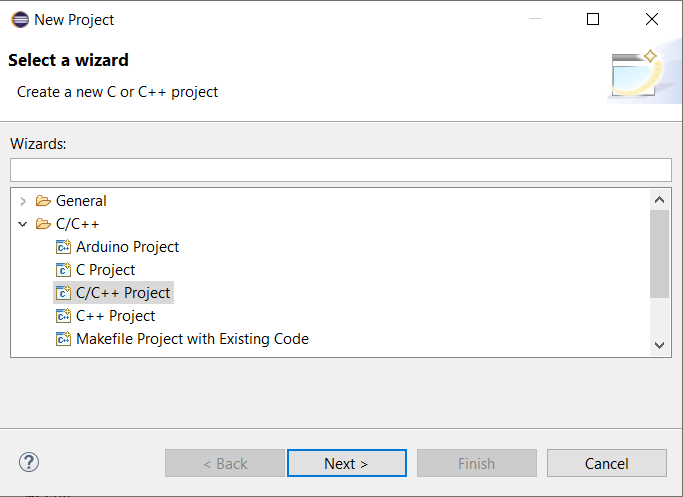 New Project
Select a wizard
Create a new C or C++ project
Wizards:
General
C/C++
Arduino Project
C Project
C/C++ Project
C++ Project
Makefile Project with Existing Code
< Back
Next >
Finish
Cancel